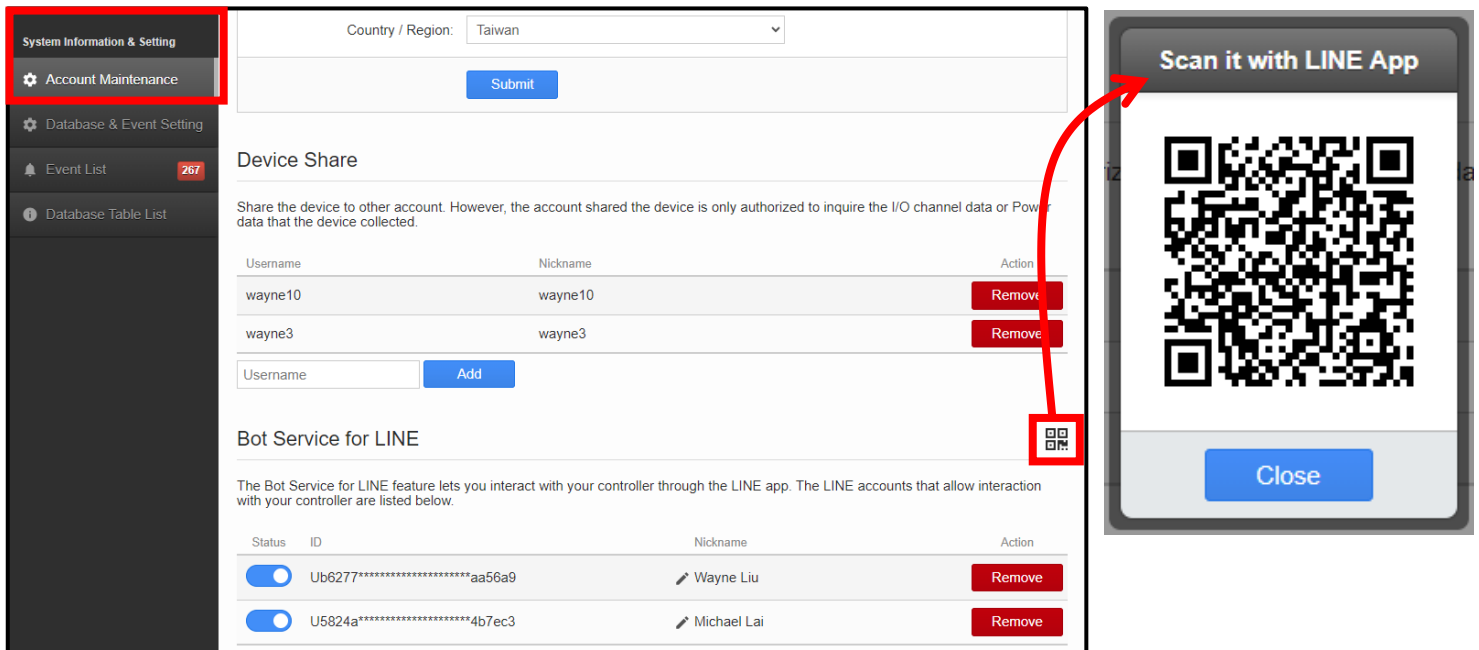 System Information & Setting
Account Maintenance
Database & Event Setting
Event List 267
Database Table List
Country / Region: Taiwan
Submit
Device Share
Share the device to other account. However, the account shared the device is only authorized to inquire the I/O channel data or Power
data that the device collected.
Username Nickname Action
wayne10 wayne10 Remove
wayne3 wayne3 Remove
Username Add
Bot Service for LINE
The Bot Service for LINE feature lets you interact with your controller through the LINE app. The LINE accounts that allow interaction
with your controller are listed below.
Status ID Nickname Action
Ub6277*********************aa56a9 Wayne Liu Remove
U5824a*********************4b7ec3 Michael Lai Remove
Scan it with LINE App
Close